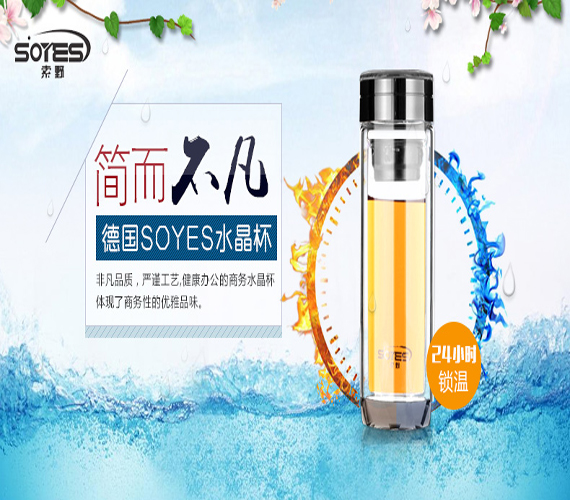 SOYES
索野
简而不凡
德国SOYES水晶杯
非凡品质，严谨工艺,健康办公的商务水晶杯
体现了商务性的优雅品味。
SOYES
索野
24小时
锁温